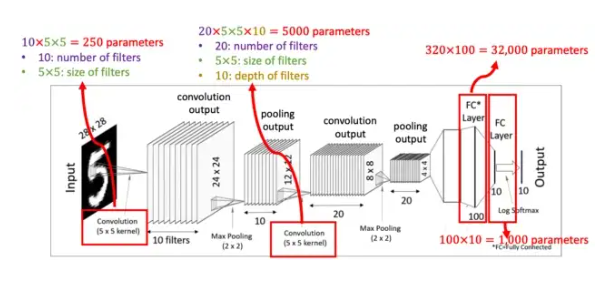 10×5×5 = 250 parameters
• 10: number of filters
• 5×5: size of filters
20×5×5×10 = 5000 parameters
• 20: number of filters
• 5×5: size of filters
• 10: depth of filters
320×100 = 32,000 parameters
convolution
output
pooling
output
convolution
output
pooling
output
FC*
Layer
FC
Layer
28 x 28
Input
24 x 24
12 x 12
8 x 8
4 x 4
Output
Convolution
(5 x 5 kernel)
10 filters
Max Pooling
(2 x 2)
10
Convolution
(5 x 5 kernel)
20
Max Pooling
(2 x 2)
20
100
10
10
Log Softmax
100×10 = 1,000 parameters
*FC=Fully Connected